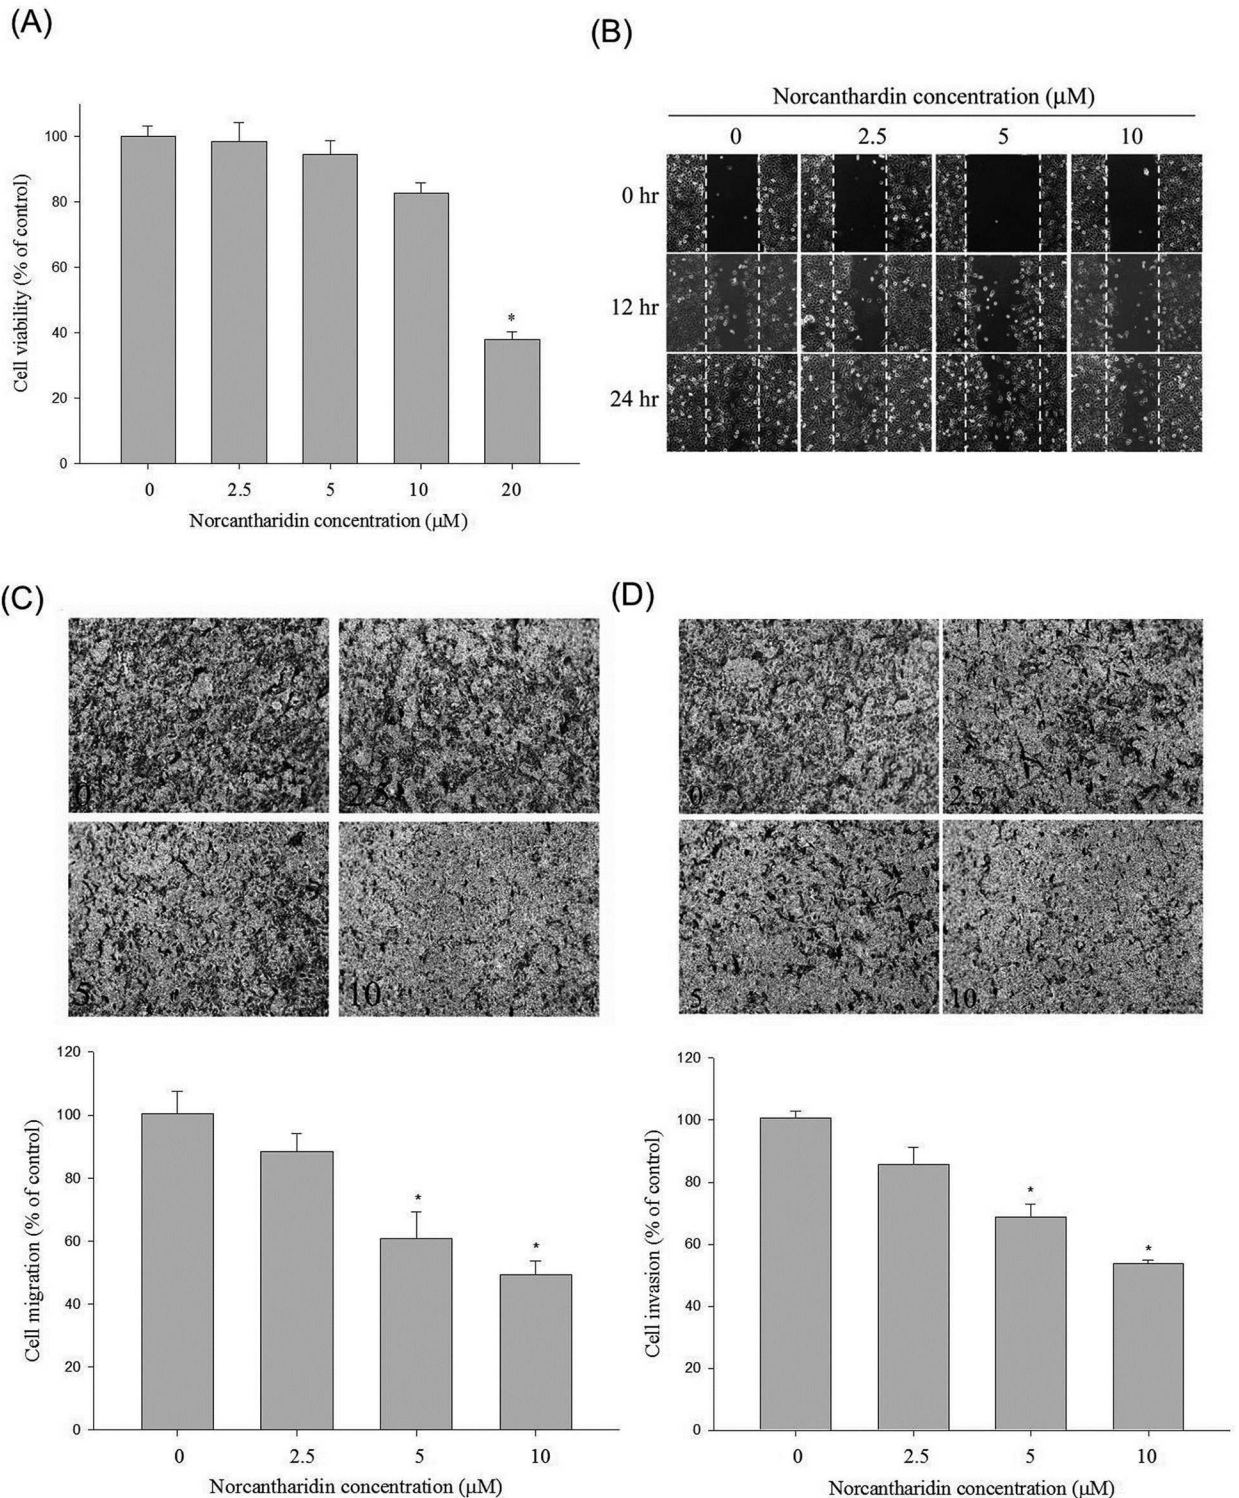 (A)
Cell viability (% of control)
100
80
60
40
20
0
*
0 2.5 5 10 20
Norcantharidin concentration (μM)
(B)
Norcanthardin concentration (μM)
0 2.5 5 10
0 hr
12 hr
24 hr
(C)
0
2.5
5
10
Cell migration (% of control)
120
100
80
60
40
20
0
*
*
0 2.5 5 10
Norcantharidin concentration (μM)
(D)
0
2.5
5
10
Cell invasion (% of control)
120
100
80
60
40
20
0
*
*
0 2.5 5 10
Norcantharidin concentration (μM)